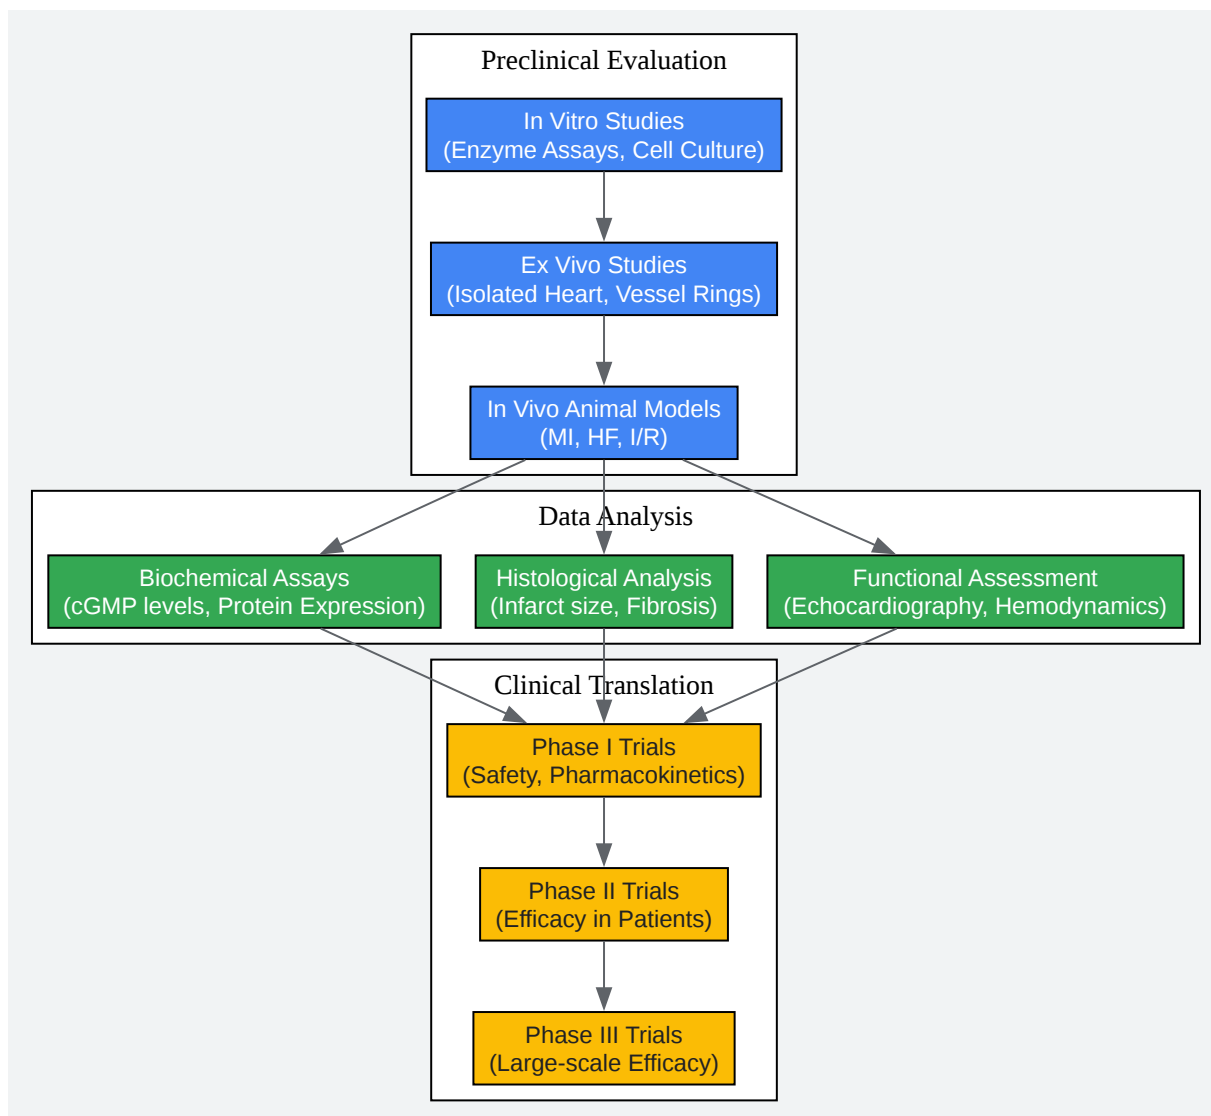 Preclinical Evaluation
In Vitro Studies
(Enzyme Assays, Cell Culture)
Ex Vivo Studies
(Isolated Heart, Vessel Rings)
In Vivo Animal Models
(MI, HF, I/R)
Data Analysis
Biochemical Assays
(cGMP levels, Protein Expression)
Histological Analysis
(Infarct size, Fibrosis)
Functional Assessment
(Echocardiography, Hemodynamics)
Clinical Translation
Phase I Trials
(Safety, Pharmacokinetics)
Phase II Trials
(Efficacy in Patients)
Phase III Trials
(Large-scale Efficacy)